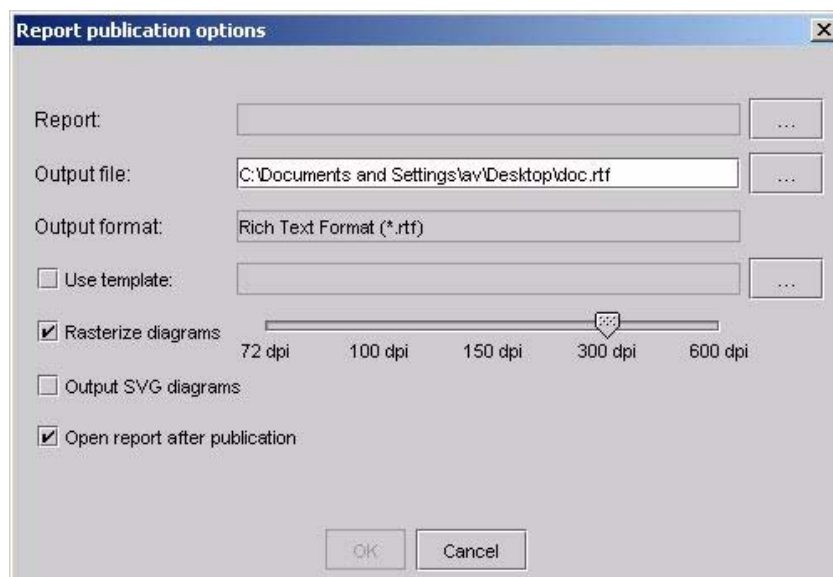 Report publication options
Report: ...
Output file: C:\Documents and Settings\av\Desktop\doc.rtf ...
Output format: Rich Text Format (*.rtf)
Use template: ...
Rasterize diagrams
72 dpi 100 dpi 150 dpi 300 dpi 600 dpi
Output SVG diagrams
Open report after publication
OK Cancel